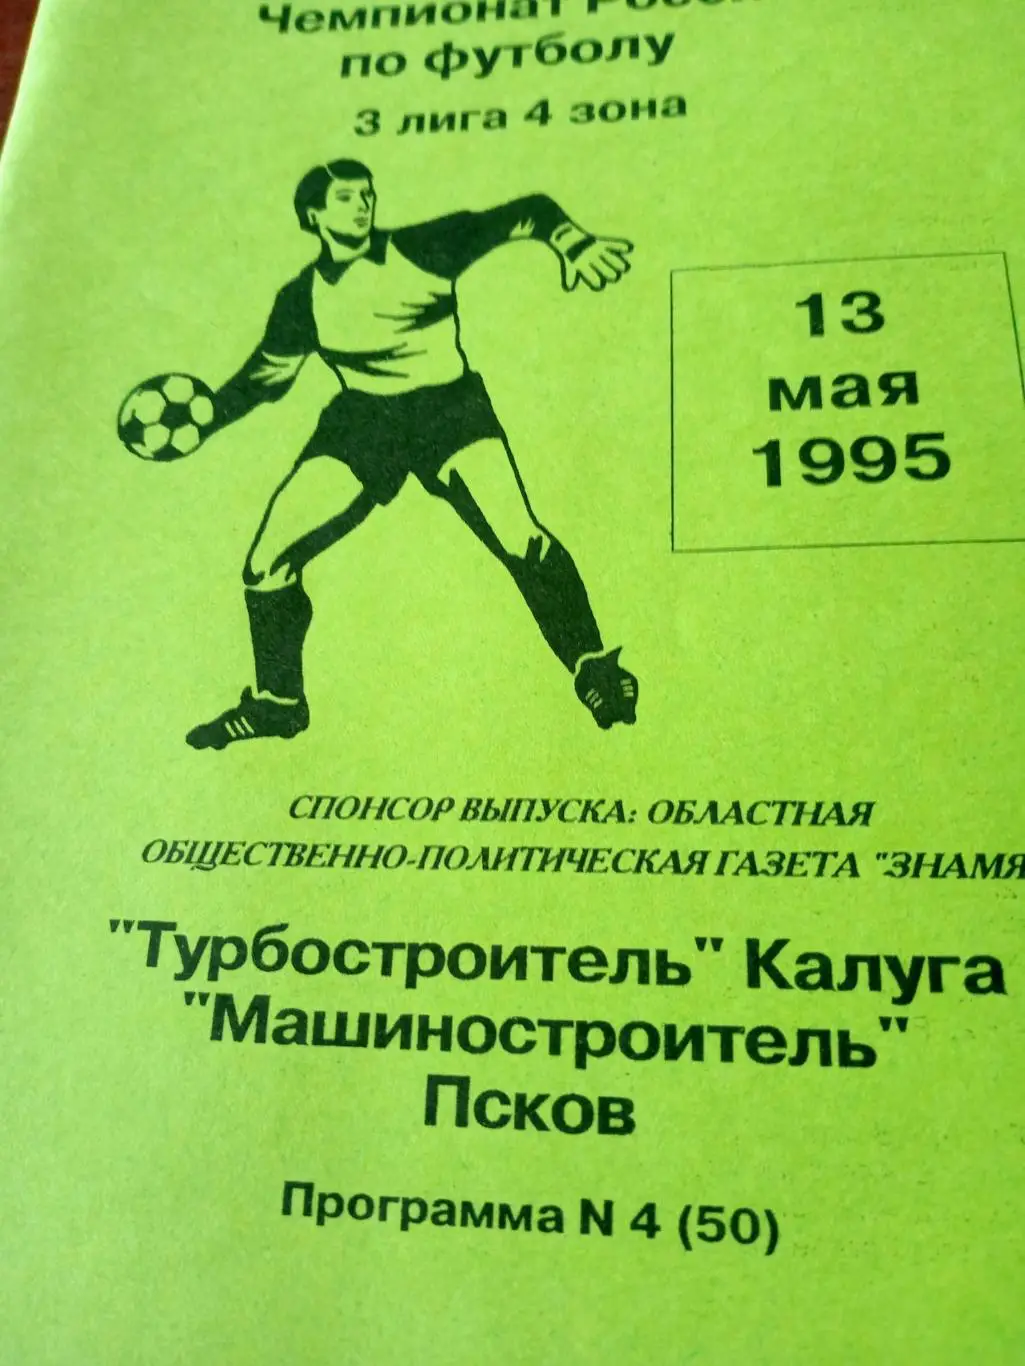 Чемпионат
по футболу
3 лига 4 зона
13
мая
1995
СПОНСОР ВЫПУСКА: ОБЛАСТНАЯ
ОБЩЕСТВЕННО-ПОЛИТИЧЕСКАЯ ГАЗЕТА "ЗНАМЯ
"Турбостроитель" Калуга
"Машиностроитель"
Псков
Программа N 4 (50)